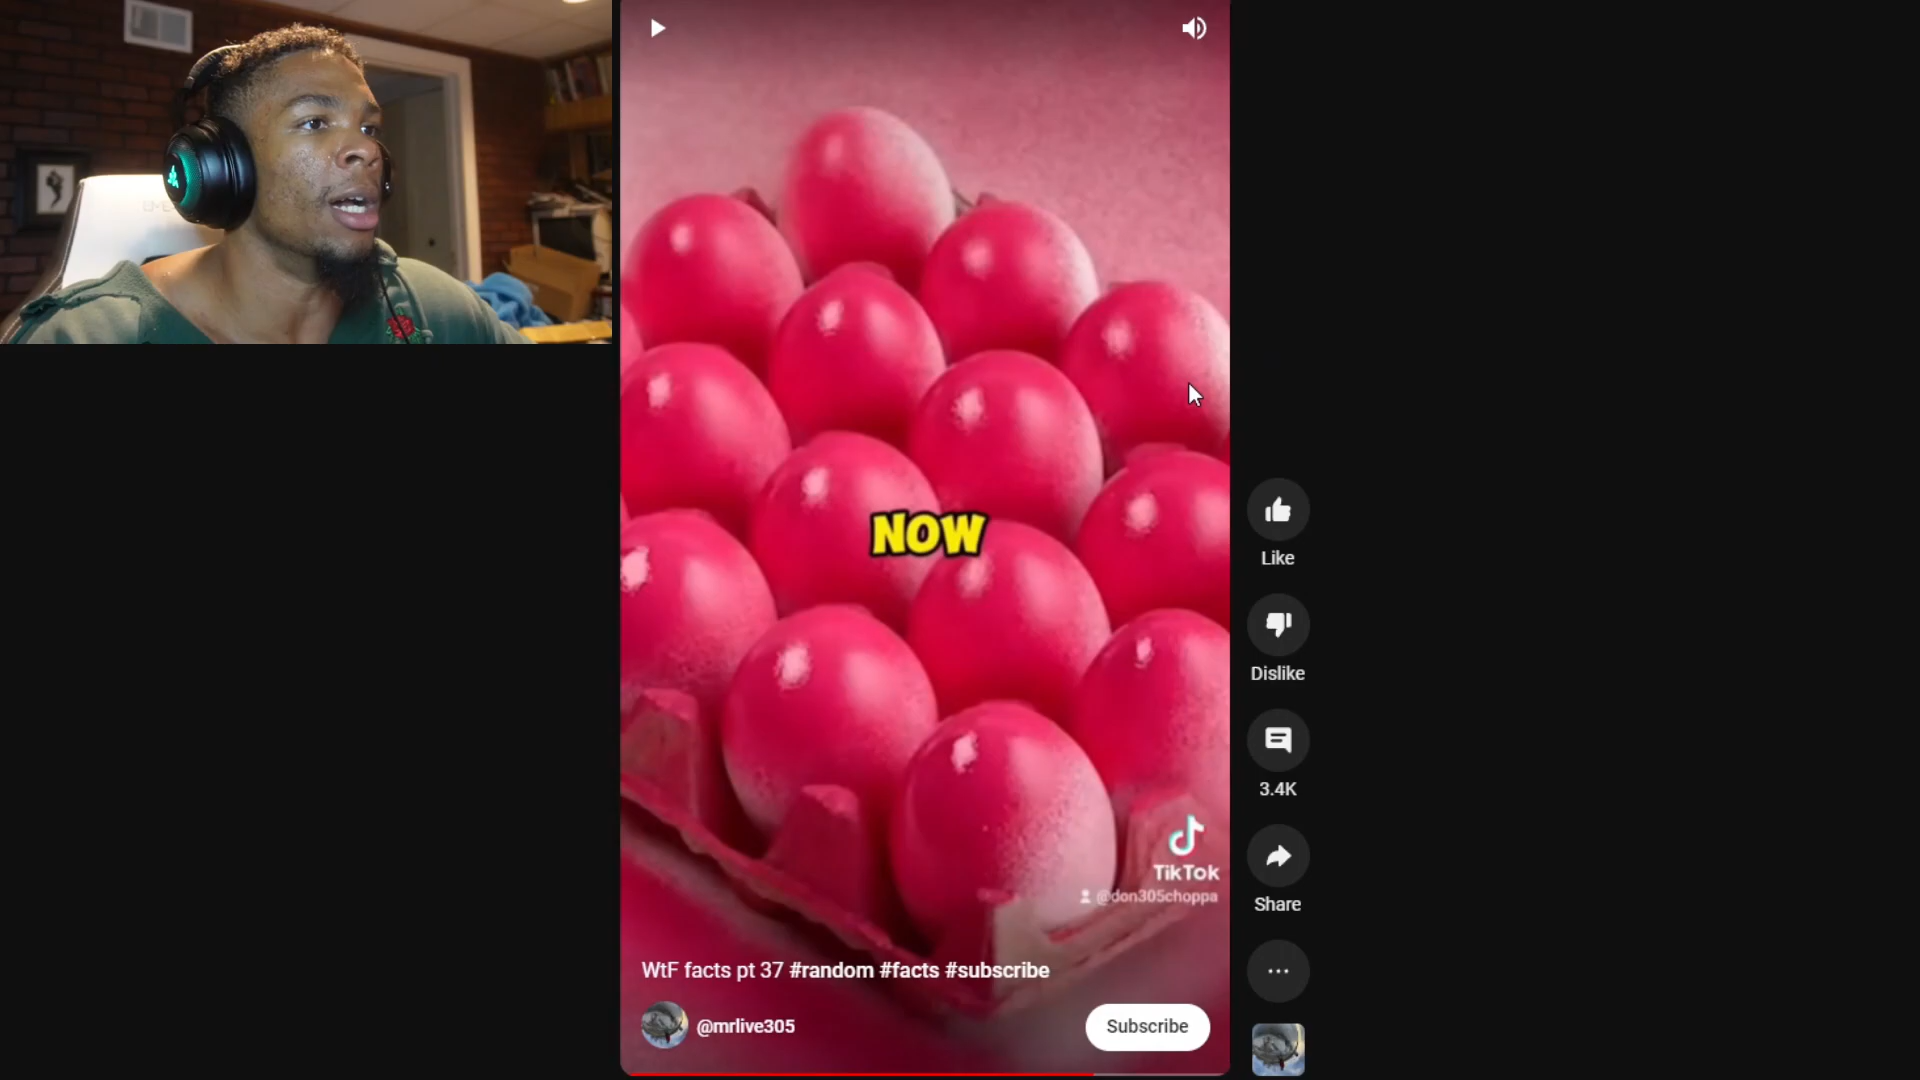 NOW
TikTok
@don305choppa
WtF facts pt 37 #random #facts #subscribe
@mrlive305
Subscribe
Like
Dislike
3.4K
Share